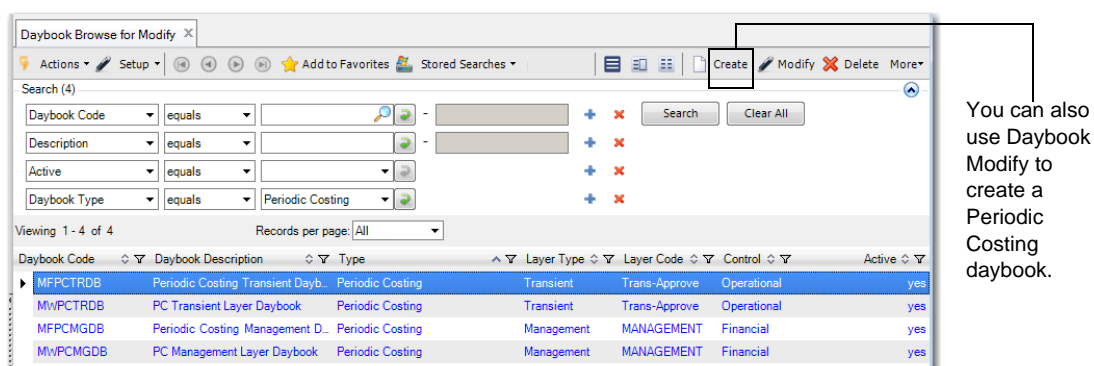 Daybook Browse for Modify
Actions Setup Add to Favorites Stored Searches Create Modify Delete More
Search (4)
Daybook Code equals - Search Clear All
Description equals -
Active equals
Daybook Type equals Periodic Costing
Viewing 1 - 4 of 4 Records per page: All
Daybook Code Daybook Description Type Layer Type Layer Code Control Active
MFPCTRDB Periodic Costing Transient Dayb... Periodic Costing Transient Trans-Approve Operational yes
MWPCTRDB PC Transient Layer Daybook Periodic Costing Transient Trans-Approve Operational yes
MFPCMGDB Periodic Costing Management D... Periodic Costing Management MANAGEMENT Financial yes
MWPCMGDB PC Management Layer Daybook Periodic Costing Management MANAGEMENT Financial yes
You can also
use Daybook
Modify to
create a
Periodic
Costing
daybook.